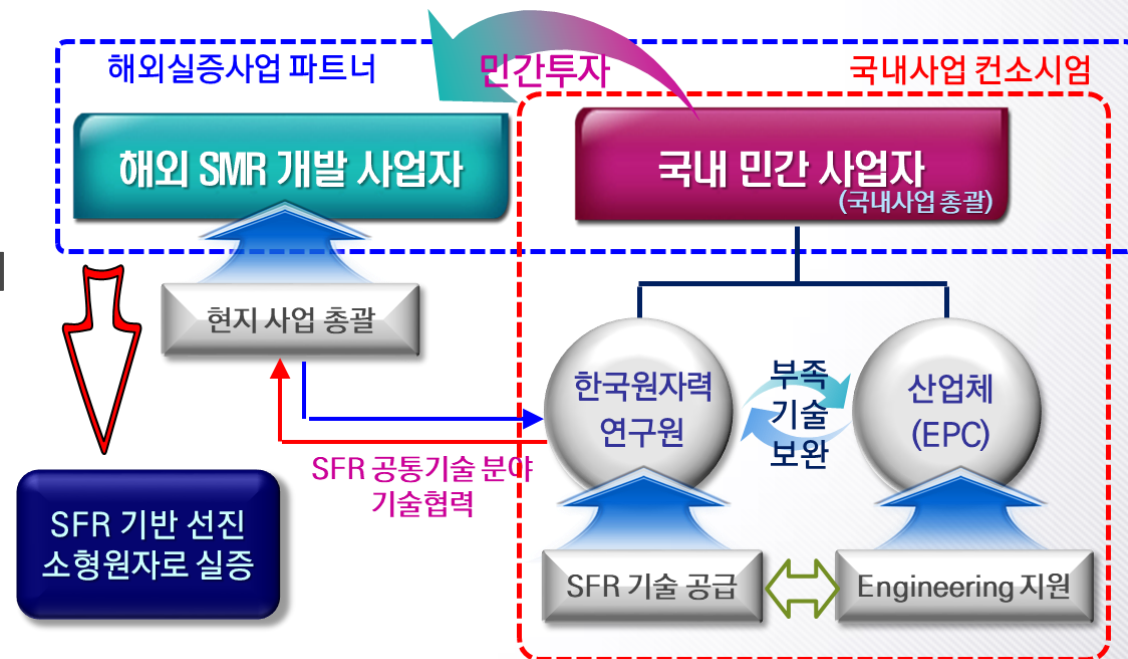 해외실증사업 파트너
민간투자
국내사업 컨소시엄
해외 SMR 개발 사업자
국내 민간 사업자
(국내사업 총괄)
현지 사업 총괄
한국원자력
연구원
부족
기술
보완
산업체
(EPC)
SFR 공통기술 분야
기술협력
SFR 기반 선진
소형원자로 실증
SFR 기술 공급
Engineering 지원